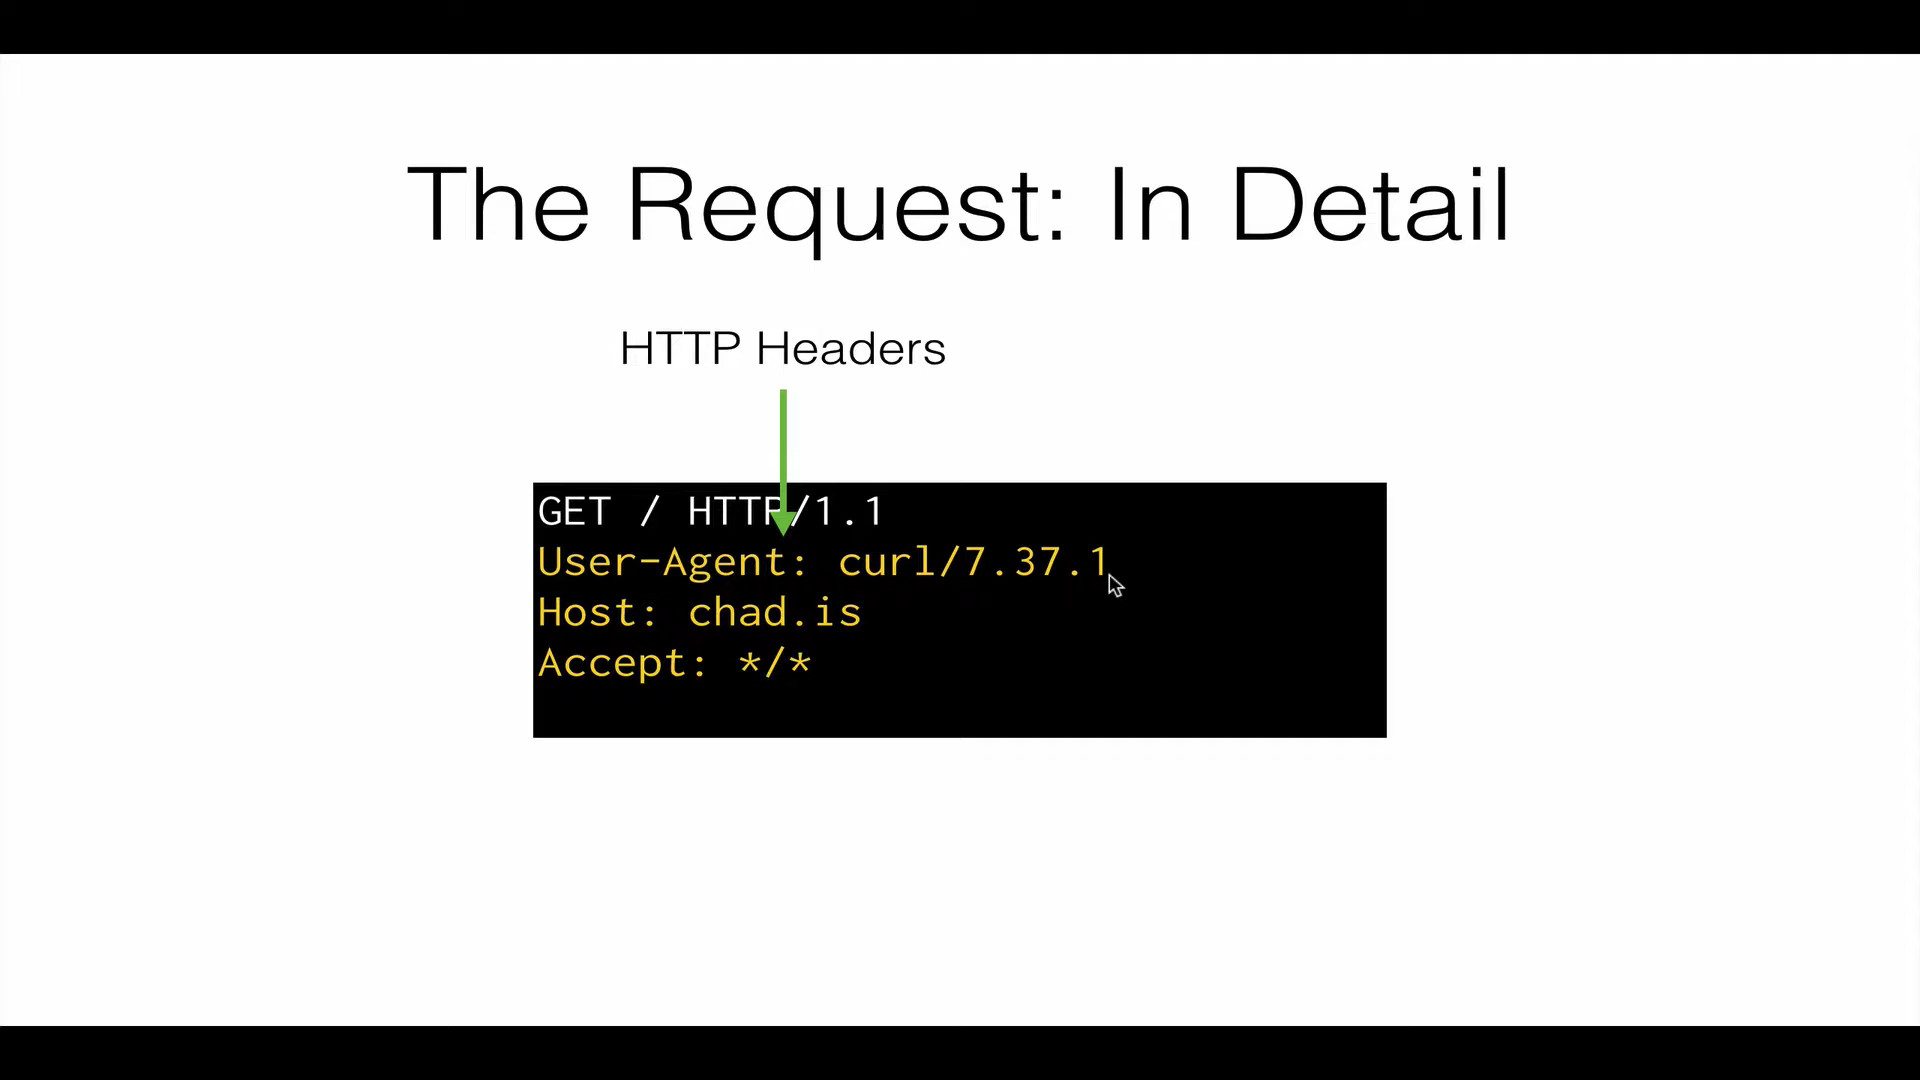 The Request: In Detail
HTTP Headers
GET / HTTP/1.1
User-Agent: curl/7.37.1
Host: chad.is
Accept: */*